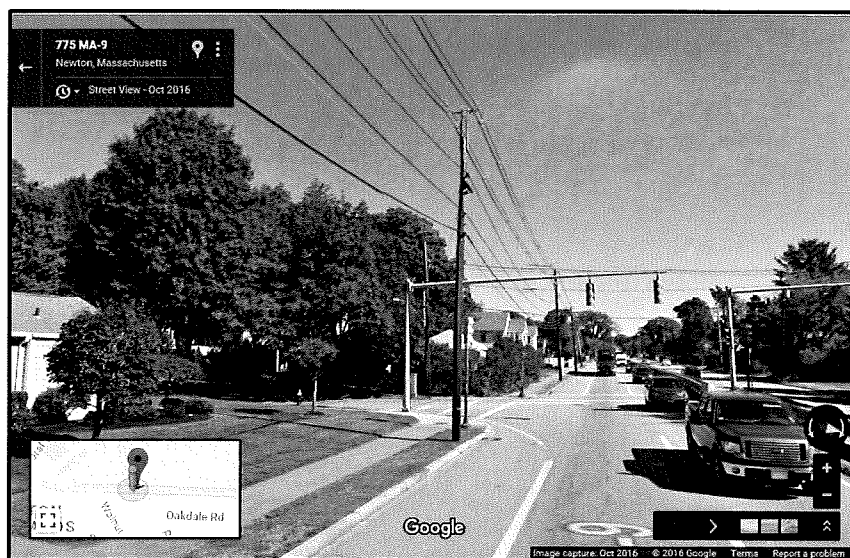 775 MA-9
Newton, Massachusetts
Street View - Oct 2016
Oakdale Rd
Google
Image capture: Oct 2016 © 2016 Google Terms Report a problem